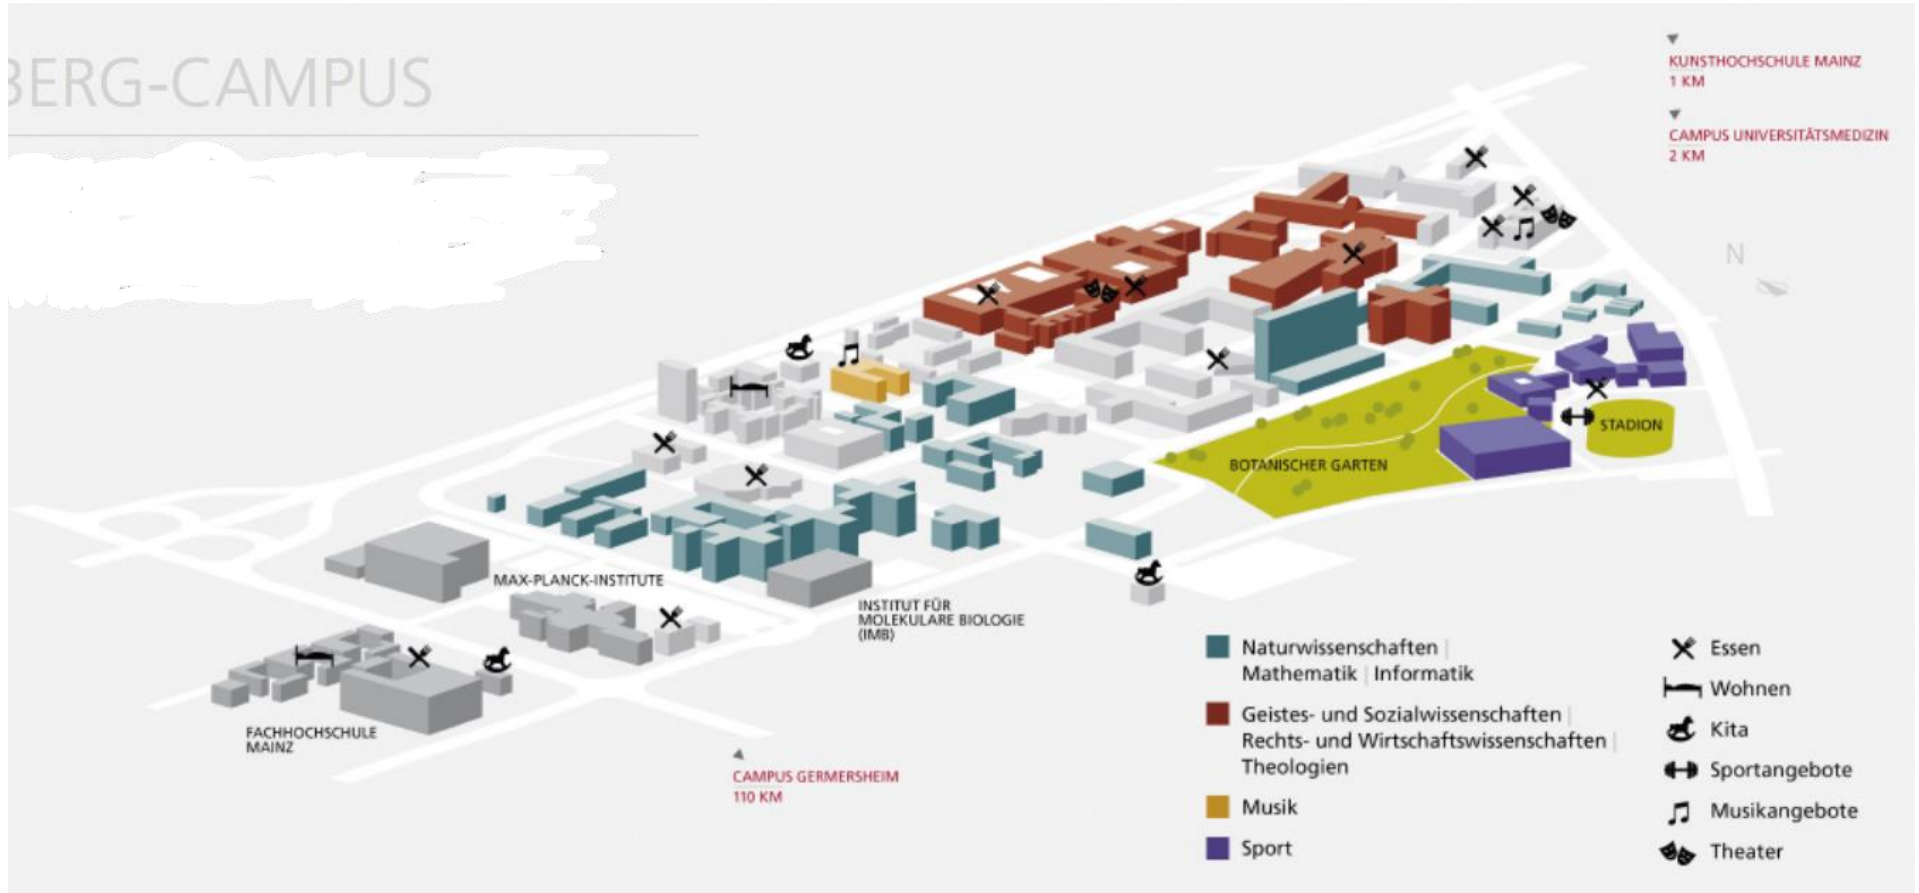 BERG-CAMPUS
KUNSTHOCHSCHULE MAINZ
1 KM
CAMPUS UNIVERSITÄTSMEDIZIN
2 KM
N
STADION
BOTANISCHER GARTEN
MAX-PLANCK-INSTITUTE
INSTITUT FÜR
MOLEKULARE BIOLOGIE
(IMB)
FACHHOCHSCHULE
MAINZ
CAMPUS GERMERSHEIM
110 KM
Naturwissenschaften |
Mathematik | Informatik
Geistes- und Sozialwissenschaften |
Rechts- und Wirtschaftswissenschaften |
Theologien
Musik
Sport
Essen
Wohnen
Kita
Sportangebote
Musikangebote
Theater